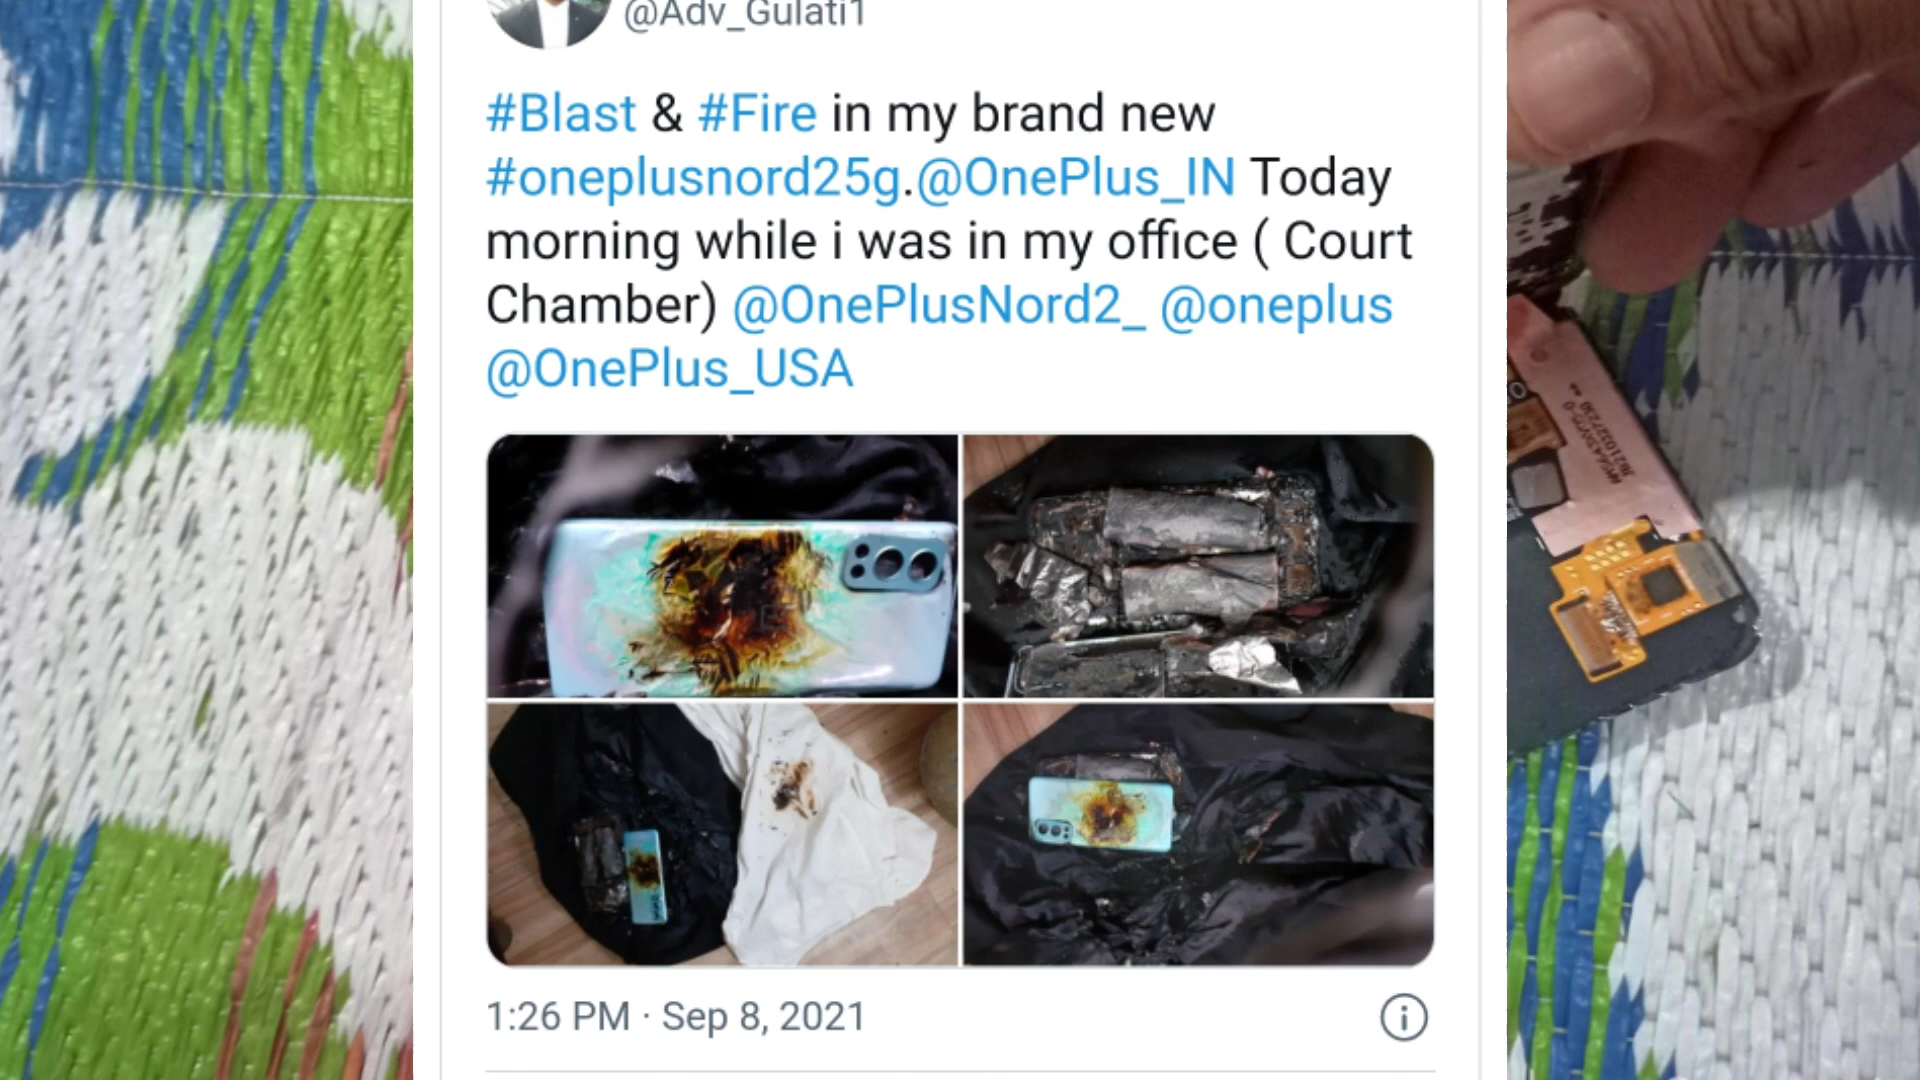 @Adv_Gulati1
#Blast & #Fire in my brand new
#oneplusnord25g.@OnePlus_IN Today
morning while i was in my office ( Court
Chamber) @OnePlusNord2_ @oneplus
@OnePlus_USA
1:26 PM · Sep 8, 2021